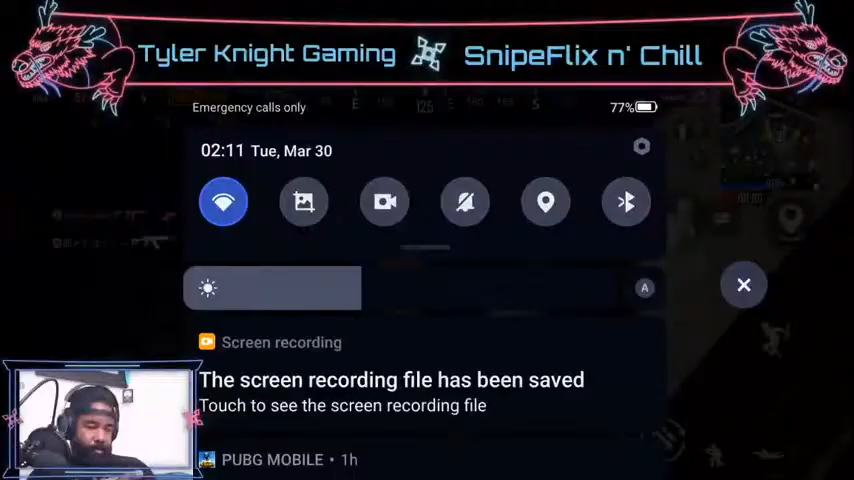 Tyler Knight Gaming SnipeFlix n' Chill
Emergency calls only 77%
02:11 Tue, Mar 30
A
Screen recording
The screen recording file has been saved
Touch to see the screen recording file
PUBG MOBILE • 1h